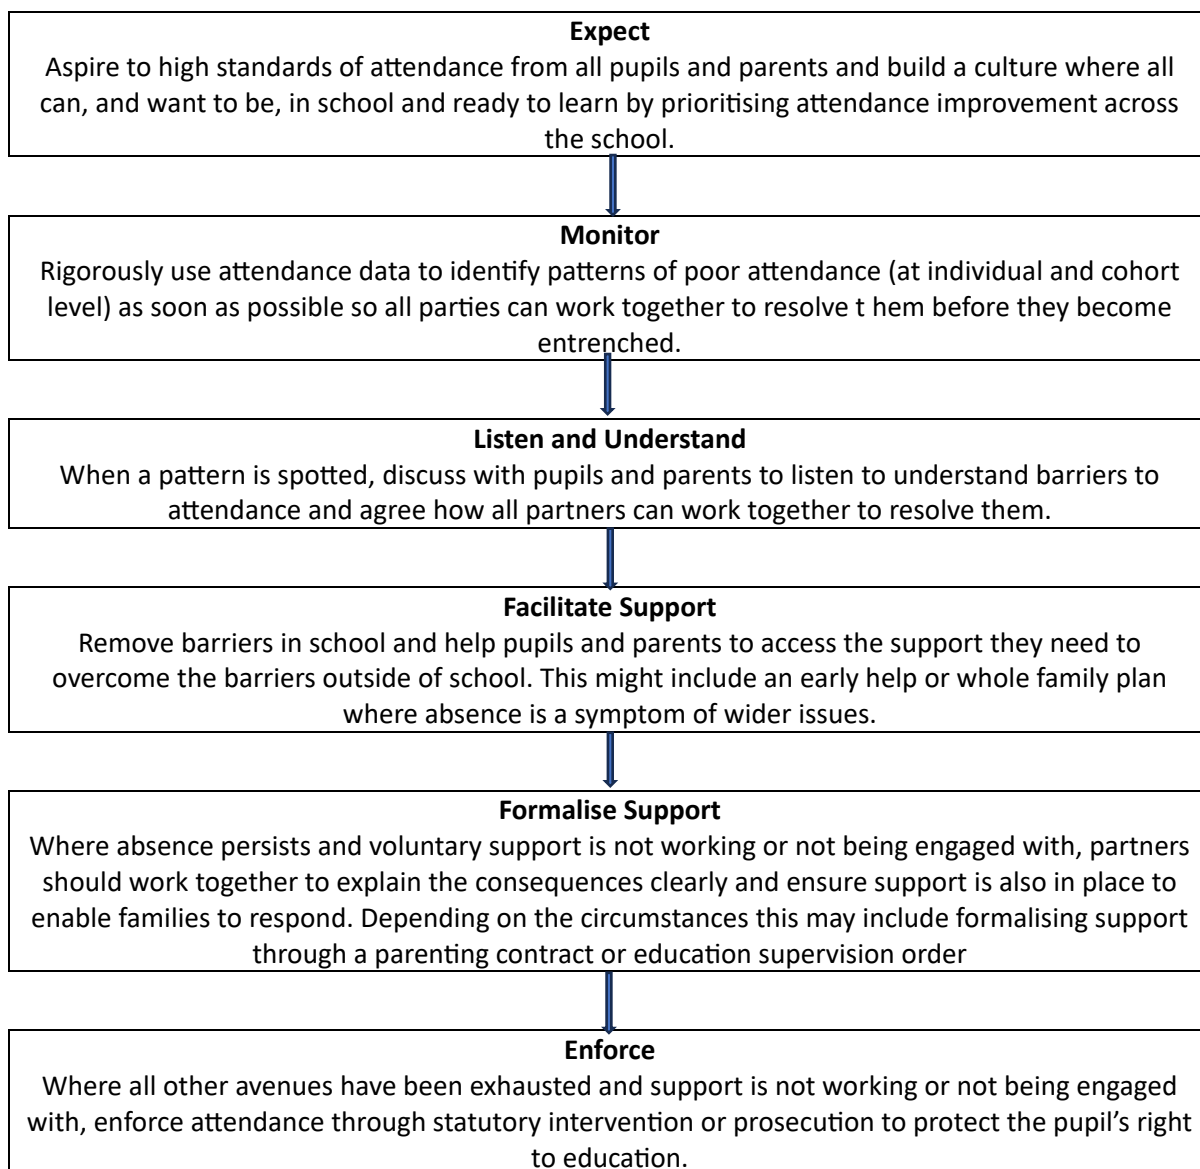 Expect
Aspire to high standards of attendance from all pupils and parents and build a culture where all
can, and want to be, in school and ready to learn by prioritising attendance improvement across
the school.
Monitor
Rigorously use attendance data to identify patterns of poor attendance (at individual and cohort
level) as soon as possible so all parties can work together to resolve t hem before they become
entrenched.
Listen and Understand
When a pattern is spotted, discuss with pupils and parents to listen to understand barriers to
attendance and agree how all partners can work together to resolve them.
Facilitate Support
Remove barriers in school and help pupils and parents to access the support they need to
overcome the barriers outside of school. This might include an early help or whole family plan
where absence is a symptom of wider issues.
Formalise Support
Where absence persists and voluntary support is not working or not being engaged with, partners
should work together to explain the consequences clearly and ensure support is also in place to
enable families to respond. Depending on the circumstances this may include formalising support
through a parenting contract or education supervision order
Enforce
Where all other avenues have been exhausted and support is not working or not being engaged
with, enforce attendance through statutory intervention or prosecution to protect the pupil’s right
to education.